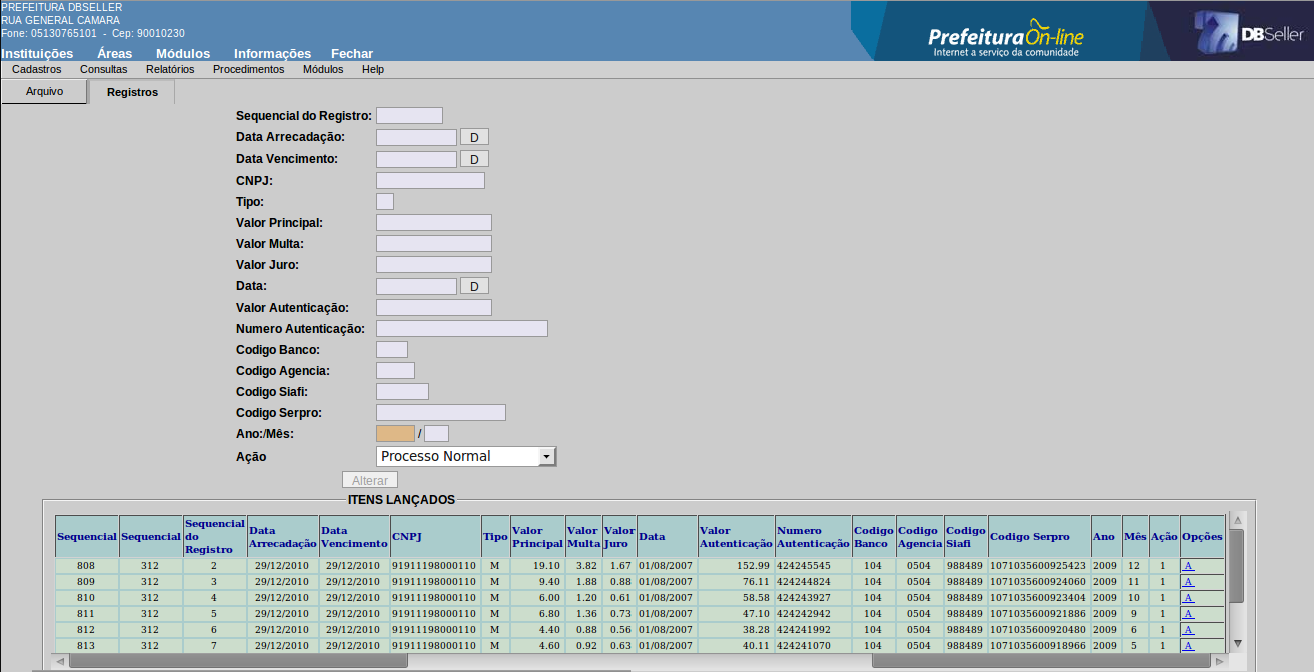 PREFEITURA DBSELLER
RUA GENERAL CAMARA
Fone: 05130765101 - Cep: 90010230
PrefeituraOn-line
Internet a serviço da comunidade
DBSeller
Instituições Áreas Módulos Informações Fechar
Cadastros Consultas Relatórios Procedimentos Módulos Help
Arquivo Registros
Sequencial do Registro:
Data Arrecadação: D
Data Vencimento: D
CNPJ:
Tipo:
Valor Principal:
Valor Multa:
Valor Juro:
Data: D
Valor Autenticação:
Numero Autenticação:
Codigo Banco:
Codigo Agencia:
Codigo Siafi:
Codigo Serpro:
Ano:/Mês: /
Ação Processo Normal
Alterar
ITENS LANÇADOS
Sequencial Sequencial Sequencial do Registro Data Arrecadação Data Vencimento CNPJ Tipo Valor Principal Valor Multa Valor Juro Data Valor Autenticação Numero Autenticação Codigo Banco Codigo Agencia Codigo Siafi Codigo Serpro Ano Mês Ação Opções
808 312 2 29/12/2010 29/12/2010 91911198000110 M 19.10 3.82 1.67 01/08/2007 152.99 424245545 104 0504 988489 1071035600925423 2009 12 1 A
809 312 3 29/12/2010 29/12/2010 91911198000110 M 9.40 1.88 0.88 01/08/2007 76.11 424244824 104 0504 988489 1071035600924060 2009 11 1 A
810 312 4 29/12/2010 29/12/2010 91911198000110 M 6.00 1.20 0.61 01/08/2007 58.58 424243927 104 0504 988489 1071035600923404 2009 10 1 A
811 312 5 29/12/2010 29/12/2010 91911198000110 M 6.80 1.36 0.73 01/08/2007 47.10 424242942 104 0504 988489 1071035600921886 2009 9 1 A
812 312 6 29/12/2010 29/12/2010 91911198000110 M 4.40 0.88 0.56 01/08/2007 38.28 424241992 104 0504 988489 1071035600920480 2009 6 1 A
813 312 7 29/12/2010 29/12/2010 91911198000110 M 4.60 0.92 0.63 01/08/2007 40.11 424241070 104 0504 988489 1071035600918966 2009 5 1 A